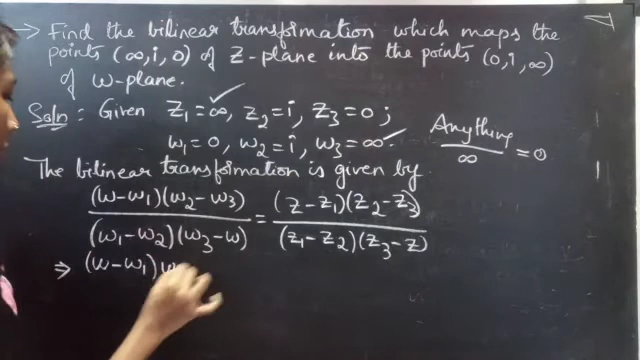 → Find the bilinear transformation which maps the
points (∞, i, 0) of Z-plane into the points (0, i, ∞)
of w-plane.
Soln: Given Z₁ = ∞, Z₂ = i, Z₃ = 0;
w₁ = 0, w₂ = i, w₃ = ∞
Anything/∞ = 0
The bilinear transformation is given by
(w-w₁)(w₂-w₃)/(w₁-w₂)(w₃-w) = (Z-Z₁)(Z₂-Z₃)/(Z₁-Z₂)(Z₃-Z)
⇒ (w-w₁)w